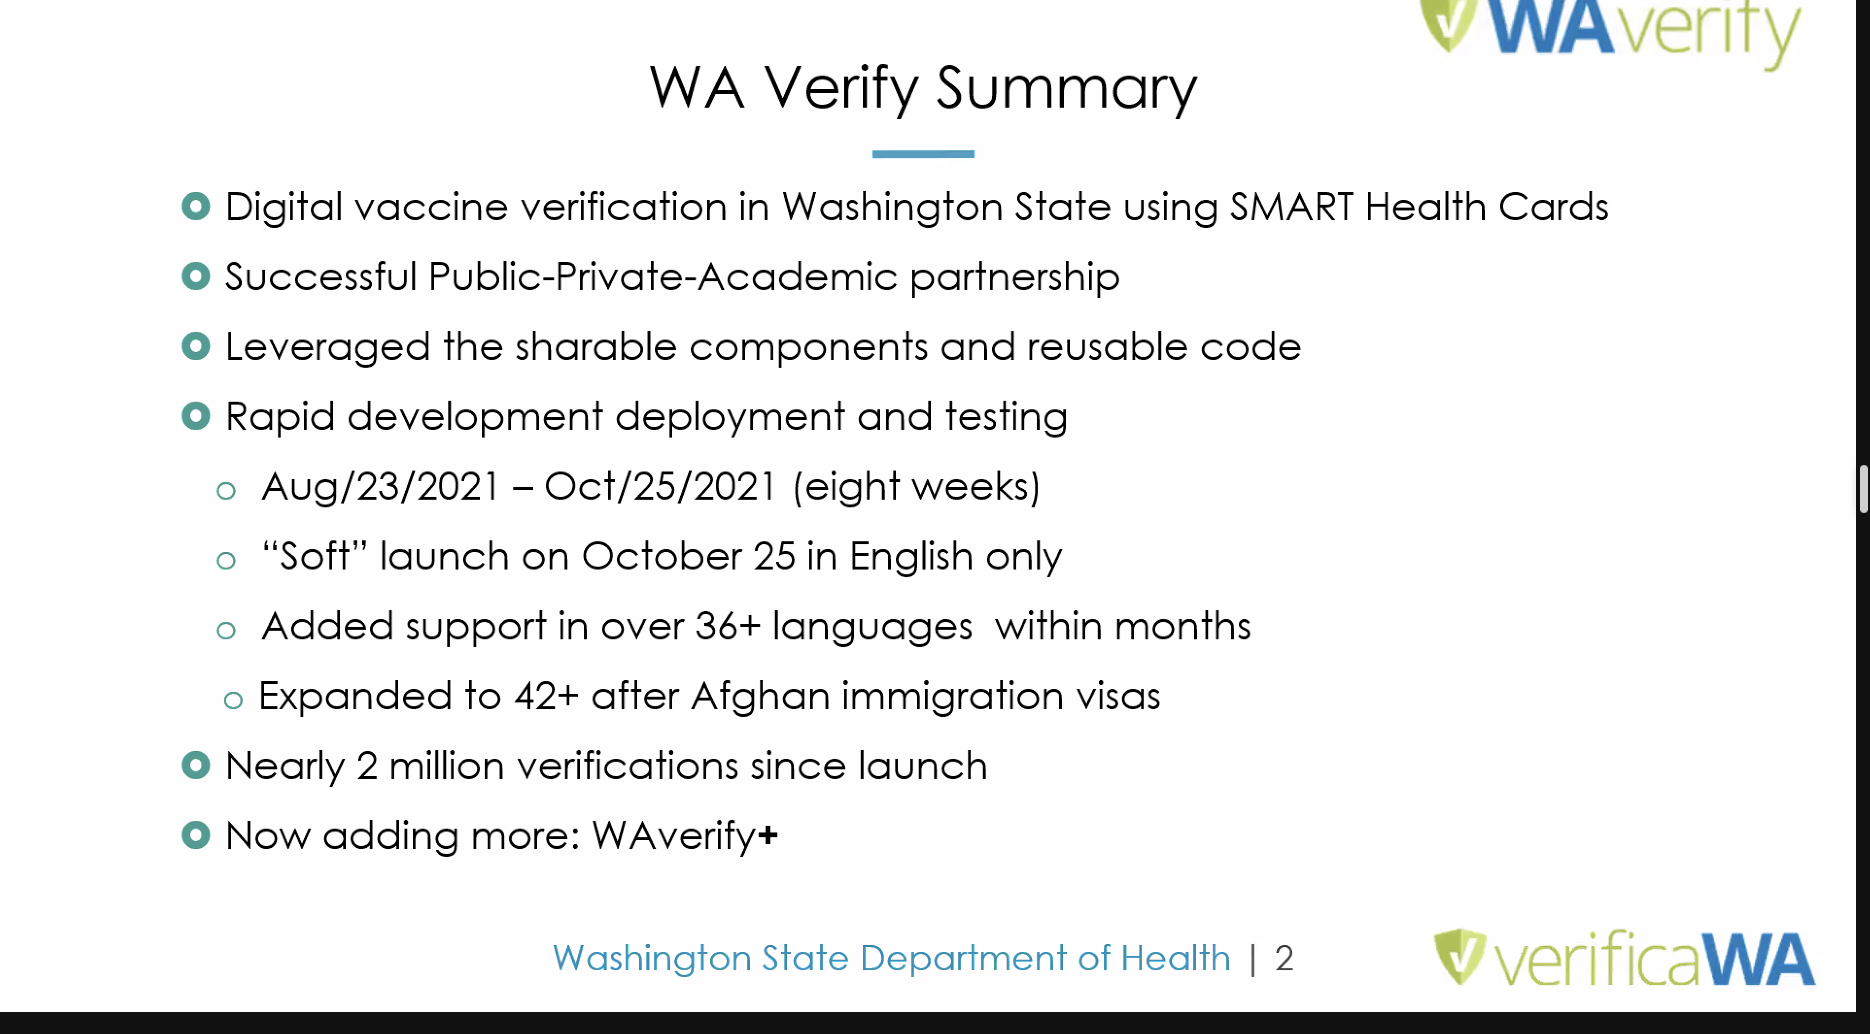 WAverify
WA Verify Summary
Digital vaccine verification in Washington State using SMART Health Cards
Successful Public-Private-Academic partnership
Leveraged the sharable components and reusable code
Rapid development deployment and testing
Aug/23/2021 – Oct/25/2021 (eight weeks)
“Soft” launch on October 25 in English only
Added support in over 36+ languages  within months
Expanded to 42+ after Afghan immigration visas
Nearly 2 million verifications since launch
Now adding more: WAverify+
Washington State Department of Health | 2
verificaWA